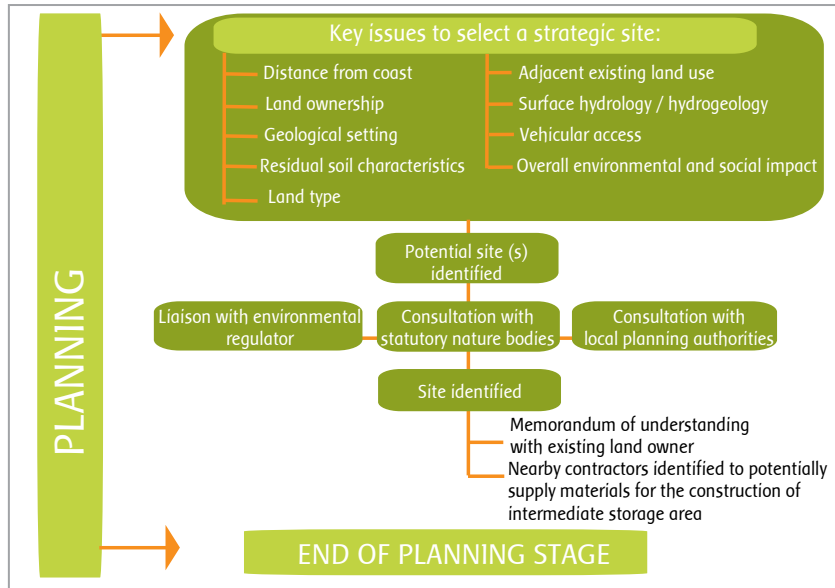 PLANNING
Key issues to select a strategic site:
Distance from coast
Land ownership
Geological setting
Residual soil characteristics
Land type
Adjacent existing land use
Surface hydrology / hydrogeology
Vehicular access
Overall environmental and social impact
Potential site (s)
identified
Liaison with environmental
regulator
Consultation with
statutory nature bodies
Consultation with
local planning authorities
Site identified
Memorandum of understanding
with existing land owner
Nearby contractors identified to potentially
supply materials for the construction of
intermediate storage area
END OF PLANNING STAGE